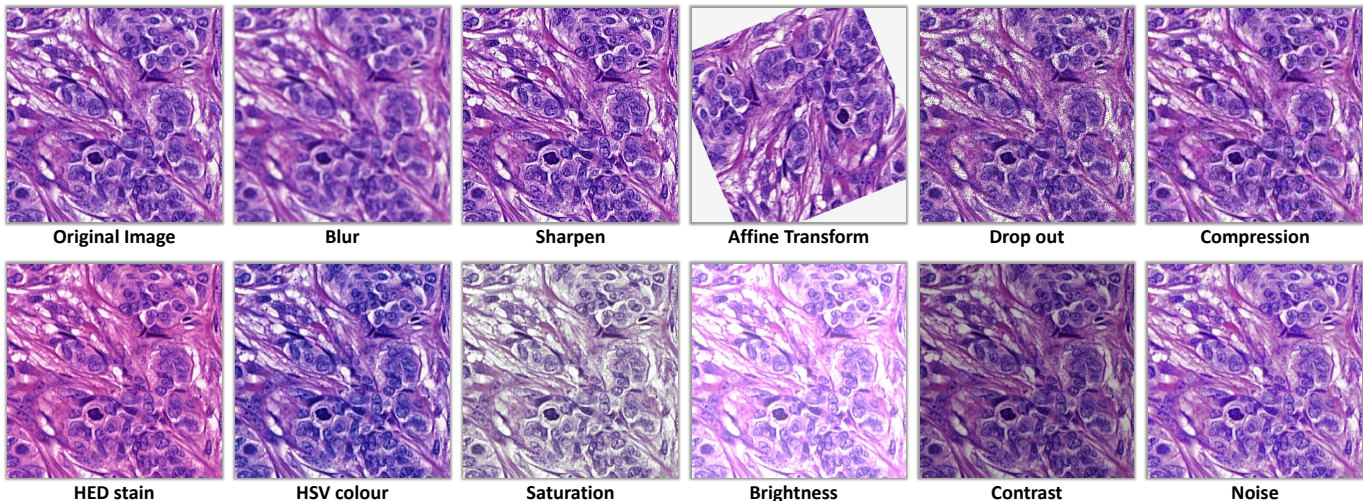 Original Image
Blur
Sharpen
Affine Transform
Drop out
Compression
HED stain
HSV colour
Saturation
Brightness
Contrast
Noise